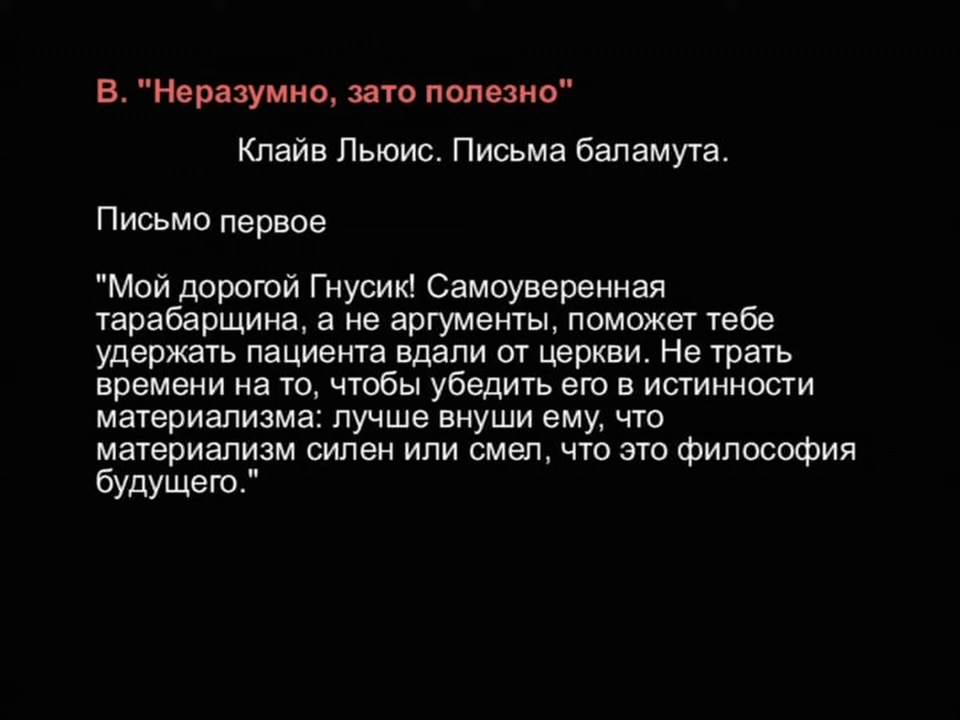 В. "Неразумно, зато полезно"
Клайв Льюис. Письма баламута.
Письмо первое
"Мой дорогой Гнусик! Самоуверенная
тарабарщина, а не аргументы, поможет тебе
удержать пациента вдали от церкви. Не трать
времени на то, чтобы убедить его в истинности
материализма: лучше внуши ему, что
материализм силен или смел, что это философия
будущего."